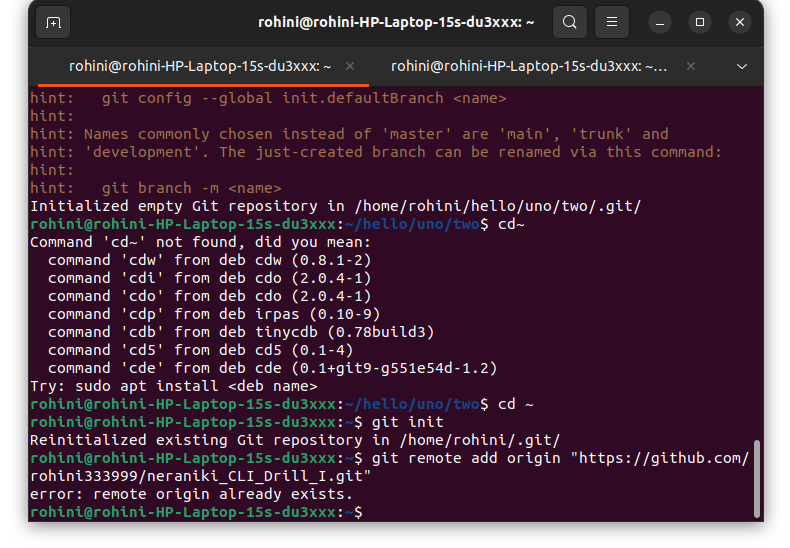 rohini@rohini-HP-Laptop-15s-du3xxx: ~
rohini@rohini-HP-Laptop-15s-du3xxx: ~ × rohini@rohini-HP-Laptop-15s-du3xxx: ~... ×
hint:   git config --global init.defaultBranch <name>
hint:
hint: Names commonly chosen instead of 'master' are 'main', 'trunk' and
hint: 'development'. The just-created branch can be renamed via this command:
hint:
hint:   git branch -m <name>
Initialized empty Git repository in /home/rohini/hello/uno/two/.git/
rohini@rohini-HP-Laptop-15s-du3xxx:~/hello/uno/two$ cd~
Command 'cd~' not found, did you mean:
  command 'cdw' from deb cdw (0.8.1-2)
  command 'cdi' from deb cdo (2.0.4-1)
  command 'cdo' from deb cdo (2.0.4-1)
  command 'cdp' from deb irpas (0.10-9)
  command 'cdb' from deb tinycdb (0.78build3)
  command 'cd5' from deb cd5 (0.1-4)
  command 'cde' from deb cde (0.1+git9-g551e54d-1.2)
Try: sudo apt install <deb name>
rohini@rohini-HP-Laptop-15s-du3xxx:~/hello/uno/two$ cd ~
rohini@rohini-HP-Laptop-15s-du3xxx:~$ git init
Reinitialized existing Git repository in /home/rohini/.git/
rohini@rohini-HP-Laptop-15s-du3xxx:~$ git remote add origin "https://github.com/
rohini333999/neraniki_CLI_Drill_I.git"
error: remote origin already exists.
rohini@rohini-HP-Laptop-15s-du3xxx:~$